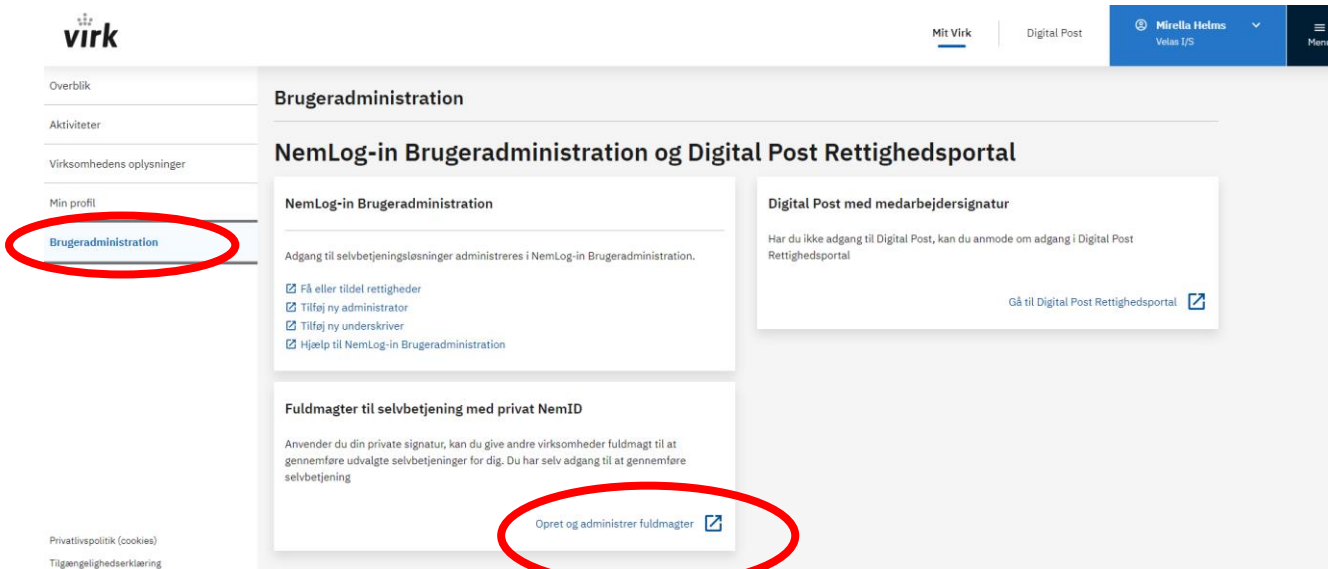 virk
Mit Virk
Digital Post
Mirella Helms
Velas I/S
Menu
Overblik
Aktiviteter
Virksomhedens oplysninger
Min profil
Brugeradministration
Privatlivspolitik (cookies)
Tilgængelighedserklæring
Brugeradministration
NemLog-in Brugeradministration og Digital Post Rettighedsportal
NemLog-in Brugeradministration
Adgang til selvbetjeningsløsninger administreres i NemLog-in Brugeradministration.
Få eller tildel rettigheder
Tilføj ny administrator
Tilføj ny underskriver
Hjælp til NemLog-in Brugeradministration
Digital Post med medarbejdersignatur
Har du ikke adgang til Digital Post, kan du anmode om adgang i Digital Post
Rettighedsportal
Gå til Digital Post Rettighedsportal
Fuldmagter til selvbetjening med privat NemID
Anvender du din private signatur, kan du give andre virksomheder fuldmagt til at
gennemføre udvalgte selvbetjeninger for dig. Du har selv adgang til at gennemføre
selvbetjening
Opret og administrer fuldmagter